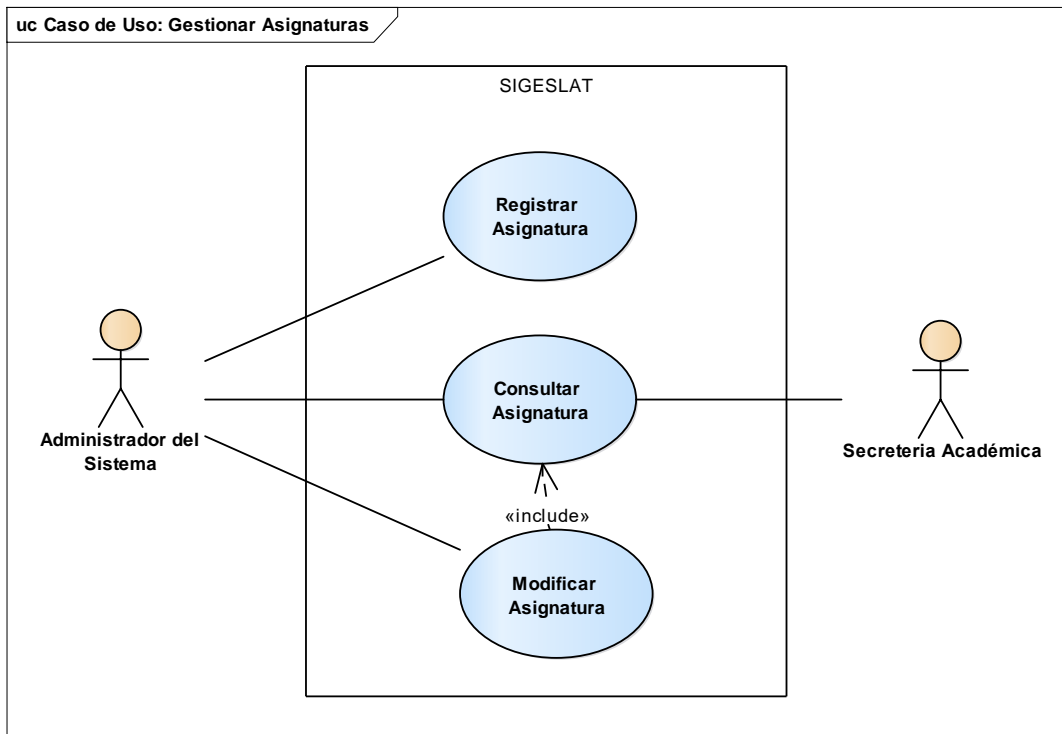 uc Caso de Uso: Gestionar Asignaturas
SIGESLAT
Registrar
Asignatura
Consultar
Asignatura
Administrador del
Sistema
Secreteria Académica
«include»
Modificar
Asignatura